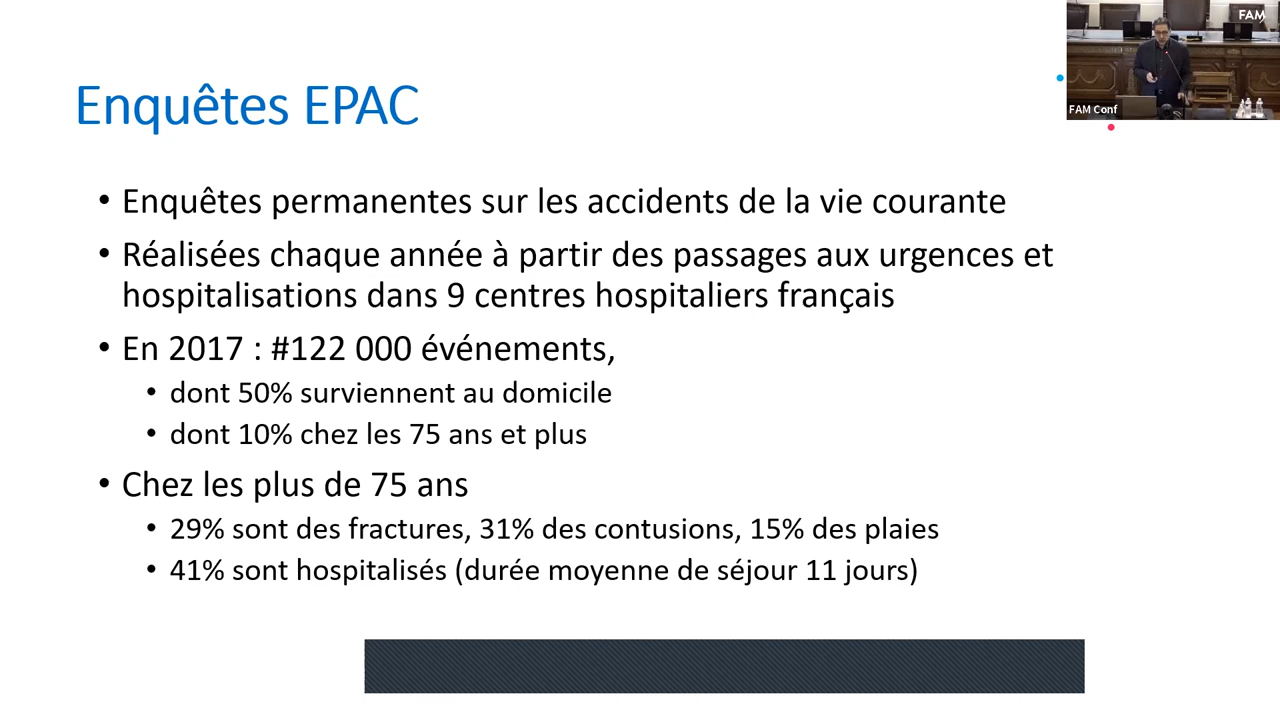 FAM
FAM Conf
Enquêtes EPAC
• Enquêtes permanentes sur les accidents de la vie courante
• Réalisées chaque année à partir des passages aux urgences et
hospitalisations dans 9 centres hospitaliers français
• En 2017 : #122 000 événements,
• dont 50% surviennent au domicile
• dont 10% chez les 75 ans et plus
• Chez les plus de 75 ans
• 29% sont des fractures, 31% des contusions, 15% des plaies
• 41% sont hospitalisés (durée moyenne de séjour 11 jours)